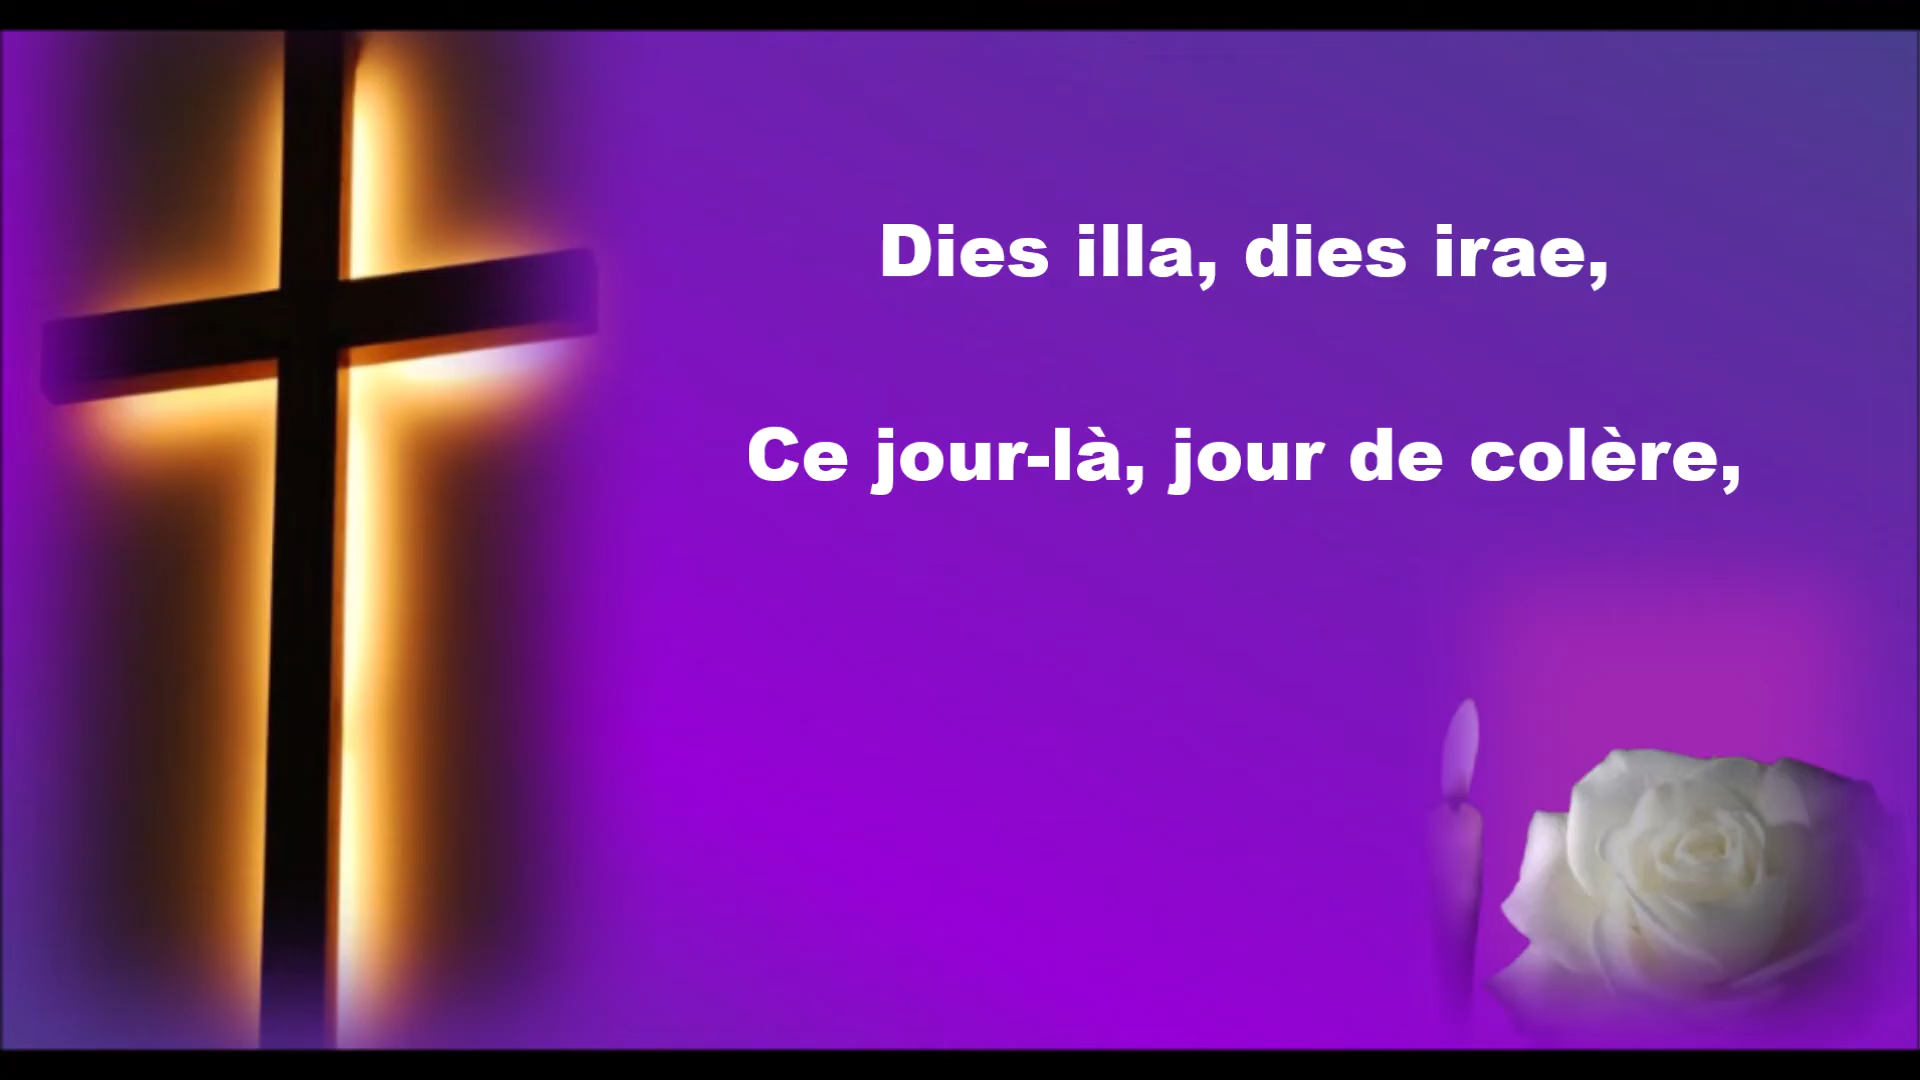 Dies illa, dies irae,
Ce jour-là, jour de colère,